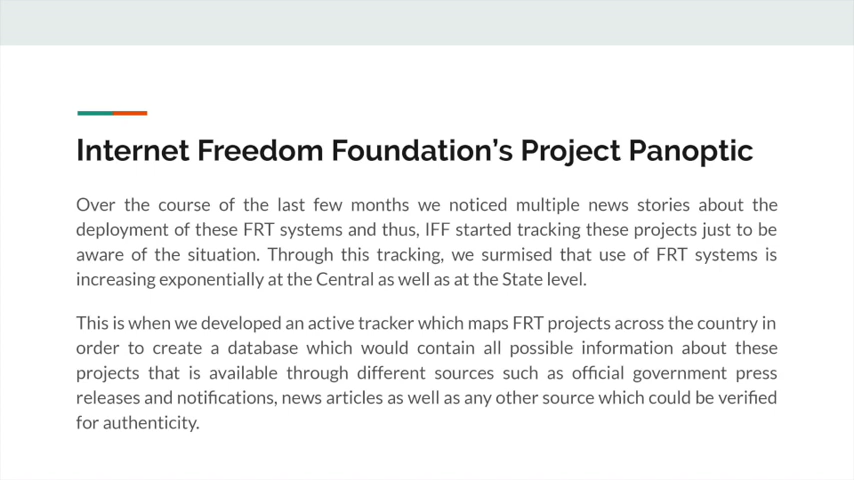 Internet Freedom Foundation’s Project Panoptic
Over the course of the last few months we noticed multiple news stories about the
deployment of these FRT systems and thus, IFF started tracking these projects just to be
aware of the situation. Through this tracking, we surmised that use of FRT systems is
increasing exponentially at the Central as well as at the State level.
This is when we developed an active tracker which maps FRT projects across the country in
order to create a database which would contain all possible information about these
projects that is available through different sources such as official government press
releases and notifications, news articles as well as any other source which could be verified
for authenticity.